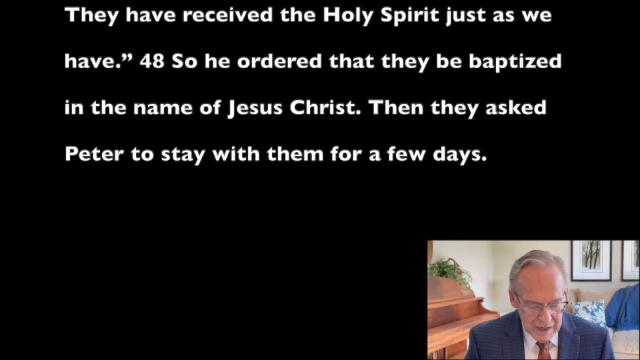 They have received the Holy Spirit just as we
have.” 48 So he ordered that they be baptized
in the name of Jesus Christ. Then they asked
Peter to stay with them for a few days.